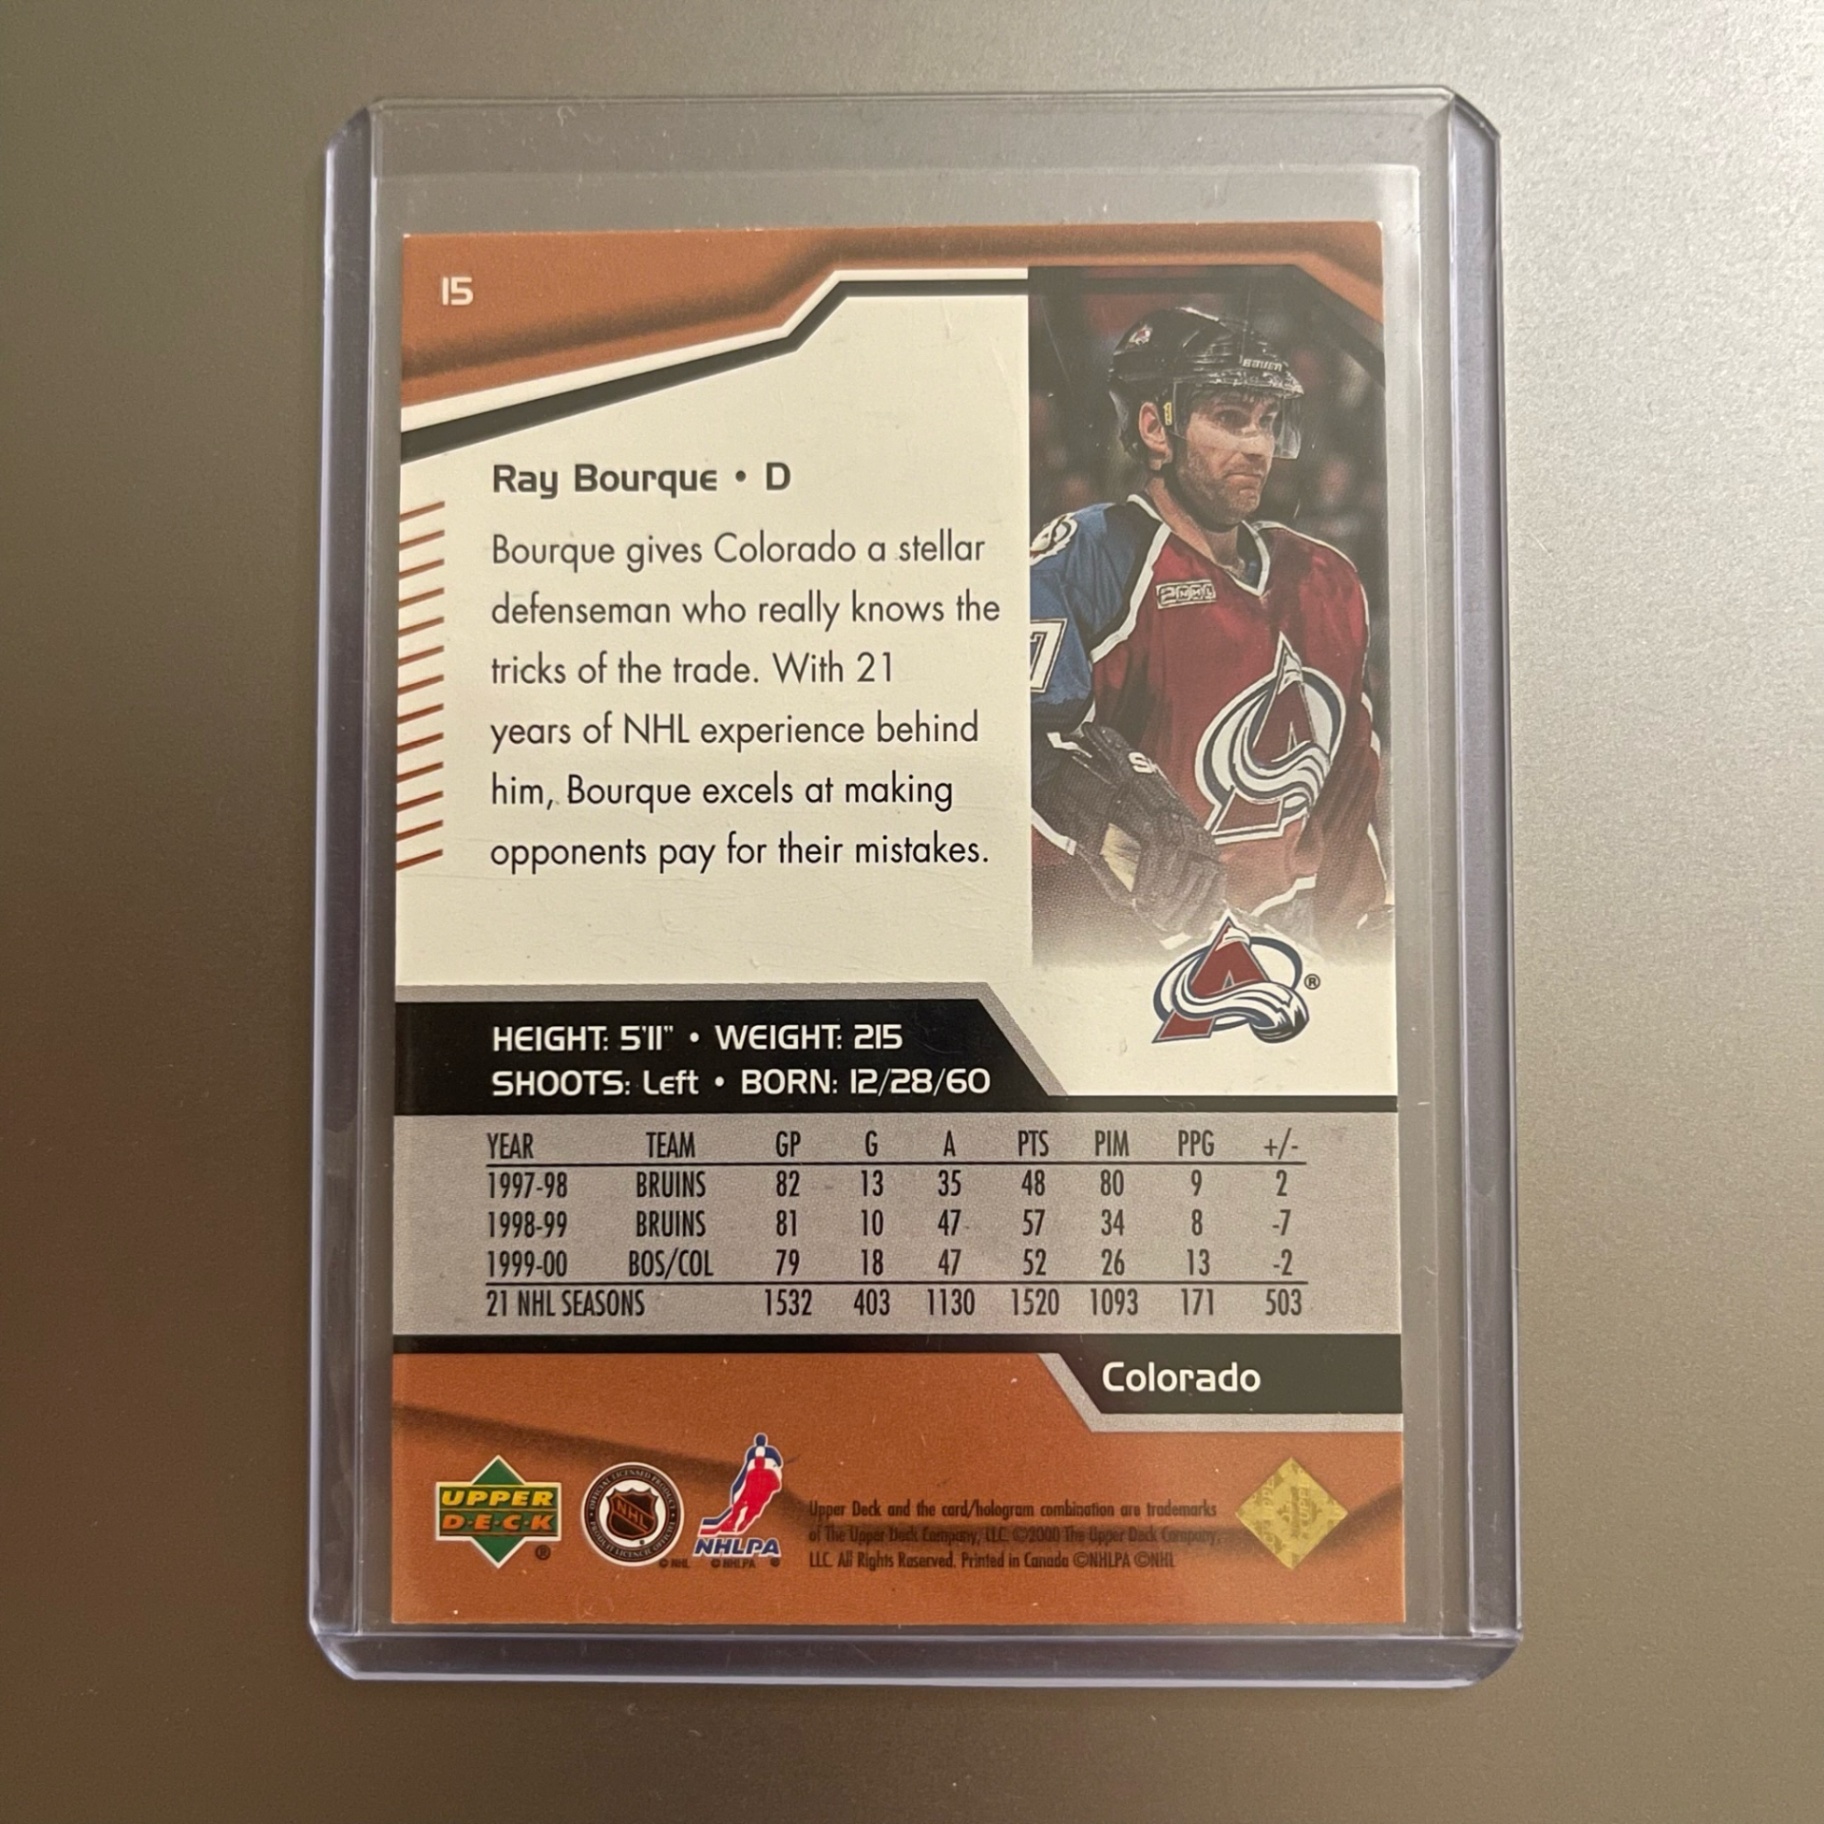 15
BAUER
Ray Bourque • D
Bourque gives Colorado a stellar
defenseman who really knows the
tricks of the trade. With 21
years of NHL experience behind
him, Bourque excels at making
opponents pay for their mistakes.
7
®
HEIGHT: 5'11" • WEIGHT: 215
SHOOTS: Left • BORN: 12/28/60
YEAR TEAM GP G A PTS PIM PPG +/-
1997-98 BRUINS 82 13 35 48 80 9 2
1998-99 BRUINS 81 10 47 57 34 8 -7
1999-00 BOS/COL 79 18 47 52 26 13 -2
21 NHL SEASONS 1532 403 1130 1520 1093 171 503
Colorado
UPPER
D·E·C·K
®
NHL
© NHL
NHLPA
© NHLPA ®
Upper Deck and the card/hologram combination are trademarks
of The Upper Deck Company, LLC. ©2000 The Upper Deck Company,
LLC. All Rights Reserved. Printed in Canada ©NHLPA ©NHL